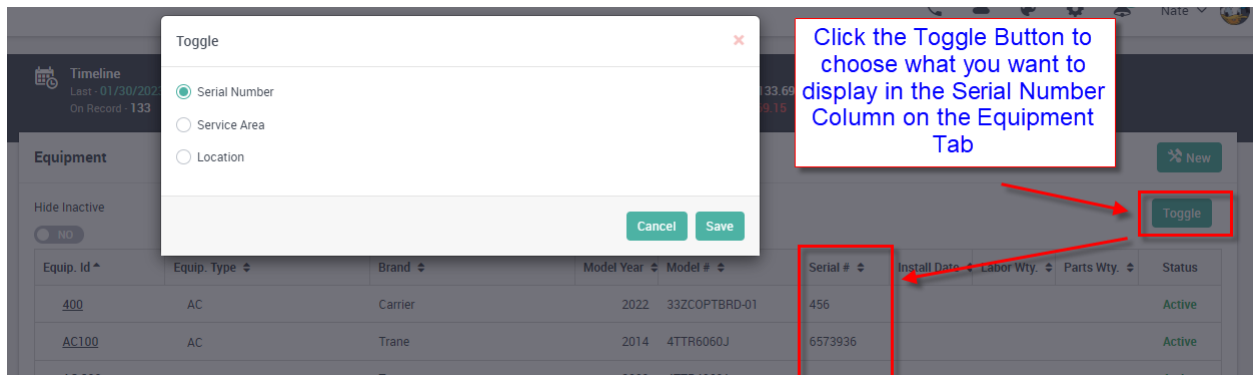 Nate
Toggle
Click the Toggle Button to
choose what you want to
display in the Serial Number
Column on the Equipment
Tab
Timeline
Last - 01/30/202
On Record - 133
133.69
9.15
Serial Number
Service Area
Location
Equipment
New
Hide Inactive
NO
Toggle
Cancel Save
Equip. Id Equip. Type Brand Model Year Model # Serial # Install Date Labor Wty. Parts Wty. Status
400 AC Carrier 2022 33ZCOPTBRD-01 456 Active
AC100 AC Trane 2014 4TTR6060J 6573936 Active